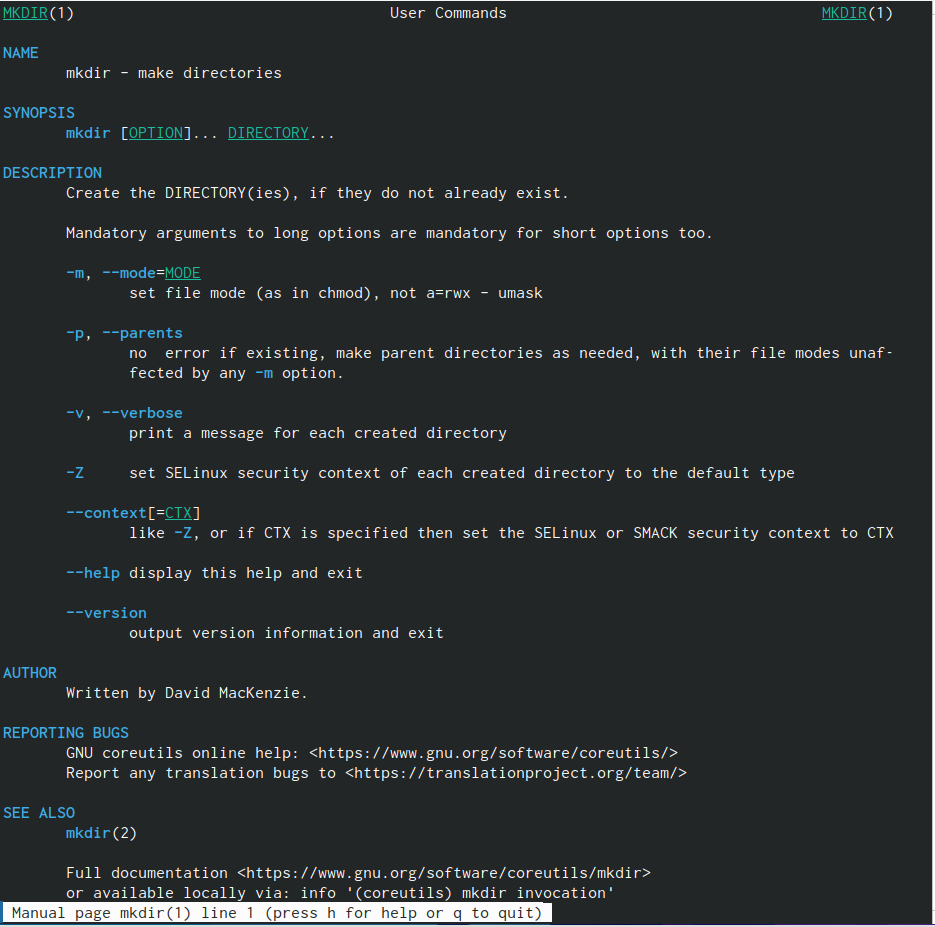 MKDIR(1) User Commands MKDIR(1)
NAME
mkdir - make directories
SYNOPSIS
mkdir [OPTION]... DIRECTORY...
DESCRIPTION
Create the DIRECTORY(ies), if they do not already exist.
Mandatory arguments to long options are mandatory for short options too.
-m, --mode=MODE
set file mode (as in chmod), not a=rwx - umask
-p, --parents
no  error if existing, make parent directories as needed, with their file modes unaf-
fected by any -m option.
-v, --verbose
print a message for each created directory
-Z set SELinux security context of each created directory to the default type
--context[=CTX]
like -Z, or if CTX is specified then set the SELinux or SMACK security context to CTX
--help display this help and exit
--version
output version information and exit
AUTHOR
Written by David MacKenzie.
REPORTING BUGS
GNU coreutils online help: <https://www.gnu.org/software/coreutils/>
Report any translation bugs to <https://translationproject.org/team/>
SEE ALSO
mkdir(2)
Full documentation <https://www.gnu.org/software/coreutils/mkdir>
or available locally via: info '(coreutils) mkdir invocation'
Manual page mkdir(1) line 1 (press h for help or q to quit)